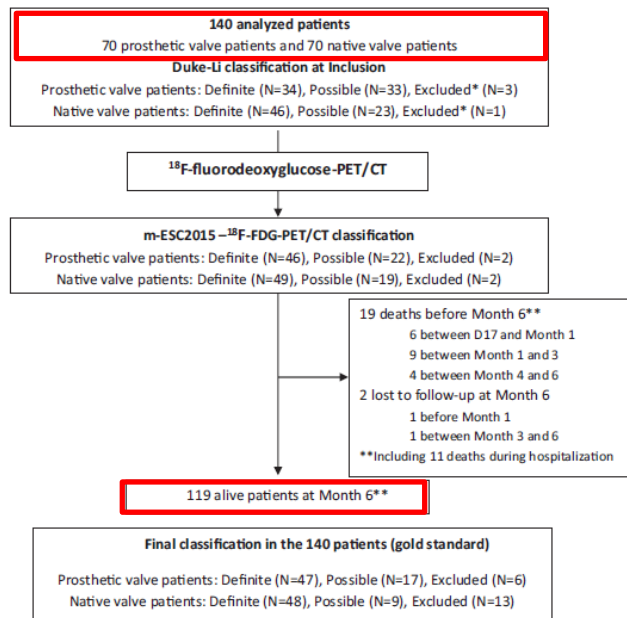 140 analyzed patients
70 prosthetic valve patients and 70 native valve patients
Duke-Li classification at Inclusion
Prosthetic valve patients: Definite (N=34), Possible (N=33), Excluded* (N=3)
Native valve patients: Definite (N=46), Possible (N=23), Excluded* (N=1)
¹⁸F-fluorodeoxyglucose-PET/CT
m-ESC2015 –¹⁸F-FDG-PET/CT classification
Prosthetic valve patients: Definite (N=46), Possible (N=22), Excluded (N=2)
Native valve patients: Definite (N=49), Possible (N=19), Excluded (N=2)
19 deaths before Month 6**
6 between D17 and Month 1
9 between Month 1 and 3
4 between Month 4 and 6
2 lost to follow-up at Month 6
1 before Month 1
1 between Month 3 and 6
**Including 11 deaths during hospitalization
119 alive patients at Month 6**
Final classification in the 140 patients (gold standard)
Prosthetic valve patients: Definite (N=47), Possible (N=17), Excluded (N=6)
Native valve patients: Definite (N=48), Possible (N=9), Excluded (N=13)